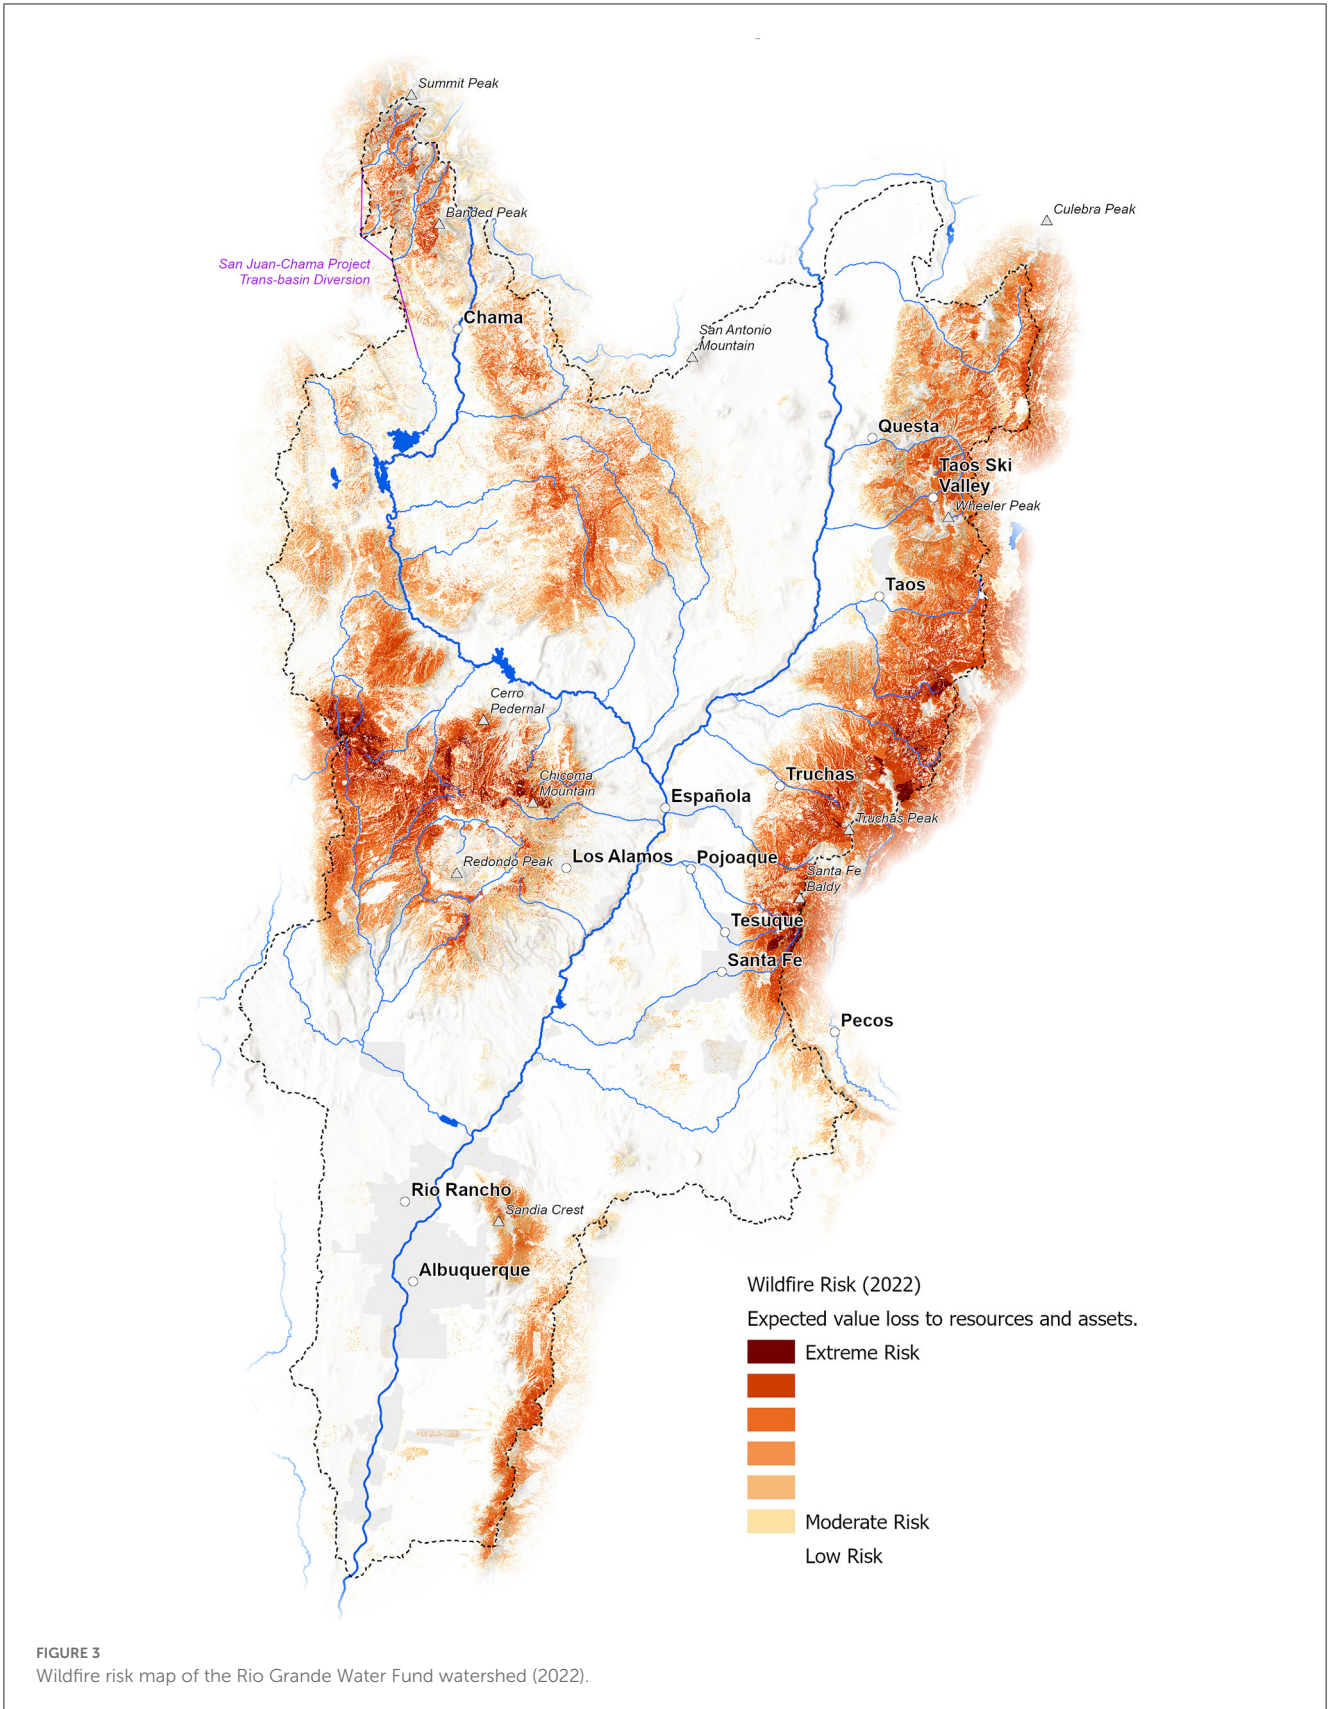 Summit Peak
Culebra Peak
Banded Peak
San Juan-Chama Project
Trans-basin Diversion
Chama
San Antonio
Mountain
Questa
Taos Ski
Valley
Wheeler Peak
Taos
Cerro
Pedernal
Chicoma
Mountain
Truchas
Española
Truchas Peak
Los Alamos
Pojoaque
Redondo Peak
Santa Fe
Baldy
Tesuque
Santa Fe
Pecos
Rio Rancho
Sandia Crest
Albuquerque
Wildfire Risk (2022)
Expected value loss to resources and assets.
Extreme Risk
Moderate Risk
Low Risk
FIGURE 3
Wildfire risk map of the Rio Grande Water Fund watershed (2022).